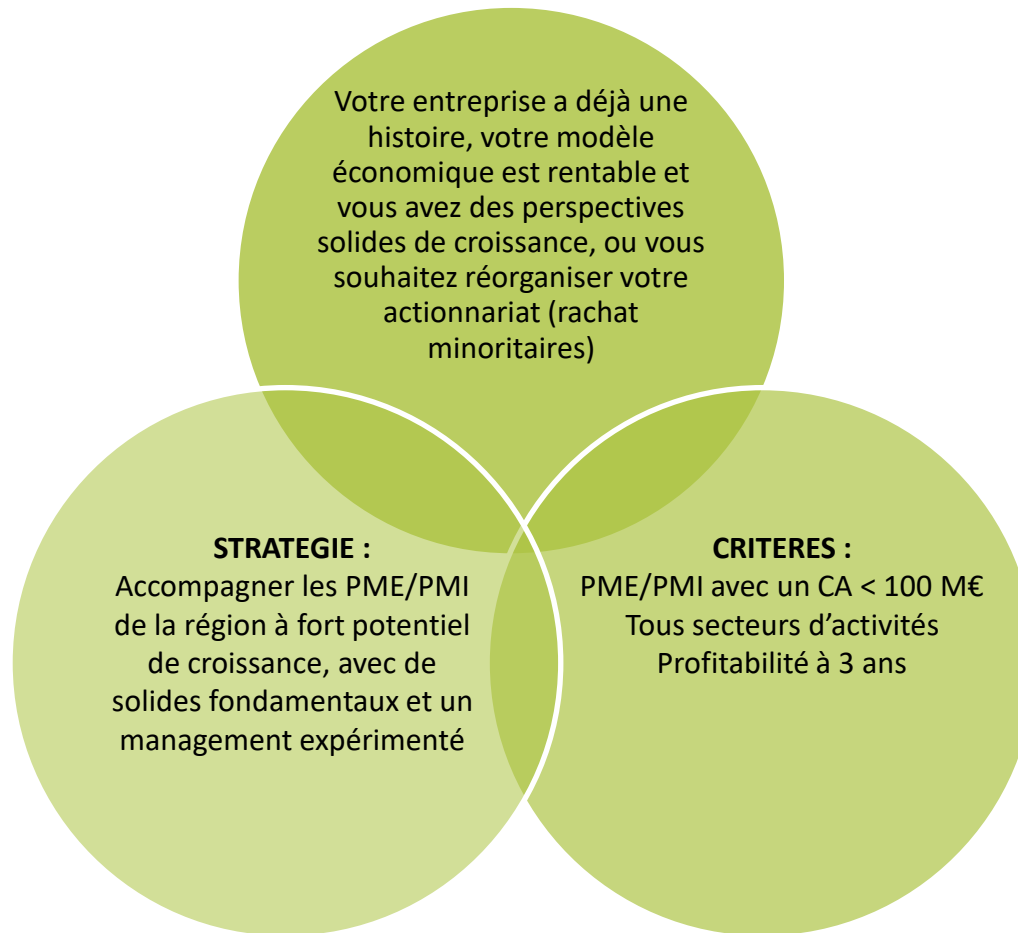 Votre entreprise a déjà une
histoire, votre modèle
économique est rentable et
vous avez des perspectives
solides de croissance, ou vous
souhaitez réorganiser votre
actionnariat (rachat
minoritaires)
STRATEGIE :
Accompagner les PME/PMI
de la région à fort potentiel
de croissance, avec de
solides fondamentaux et un
management expérimenté
CRITERES :
PME/PMI avec un CA < 100 M€
Tous secteurs d’activités
Profitabilité à 3 ans